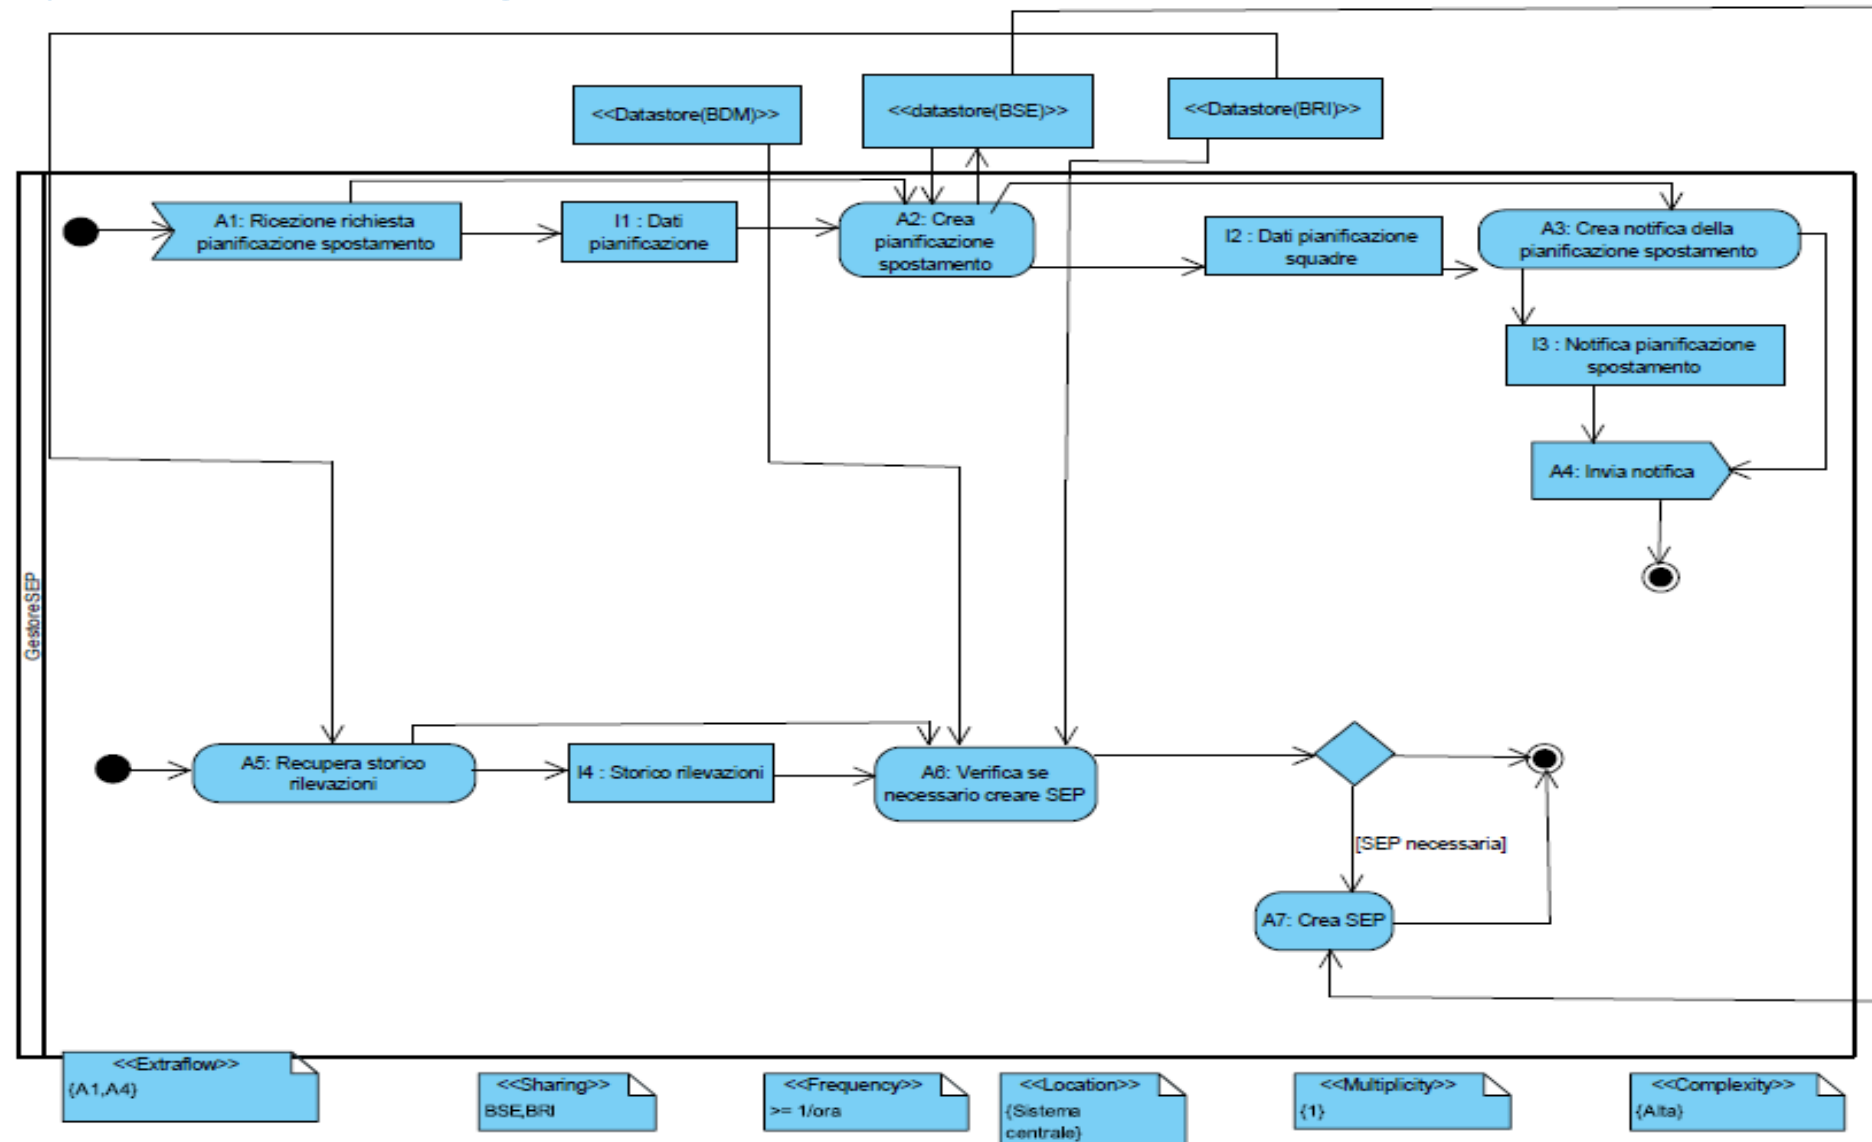 <<Datastore(BDM)>>
<<datastore(BSE)>>
<<Datastore(BRI)>>
GestoreSEP
A1: Ricezione richiesta
pianificazione spostamento
I1 : Dati
pianificazione
A2: Crea
pianificazione
spostamento
I2 : Dati pianificazione
squadre
A3: Crea notifica della
pianificazione spostamento
I3 : Notifica pianificazione
spostamento
A4: Invia notifica
A5: Recupera storico
rilevazioni
I4 : Storico rilevazioni
A6: Verifica se
necessario creare SEP
[SEP necessaria]
A7: Crea SEP
<<Extraflow>>
{A1,A4}
<<Sharing>>
BSE,BRI
<<Frequency>>
>= 1/ora
<<Location>>
{Sistema
centrale}
<<Multiplicity>>
{1}
<<Complexity>>
{Alta}